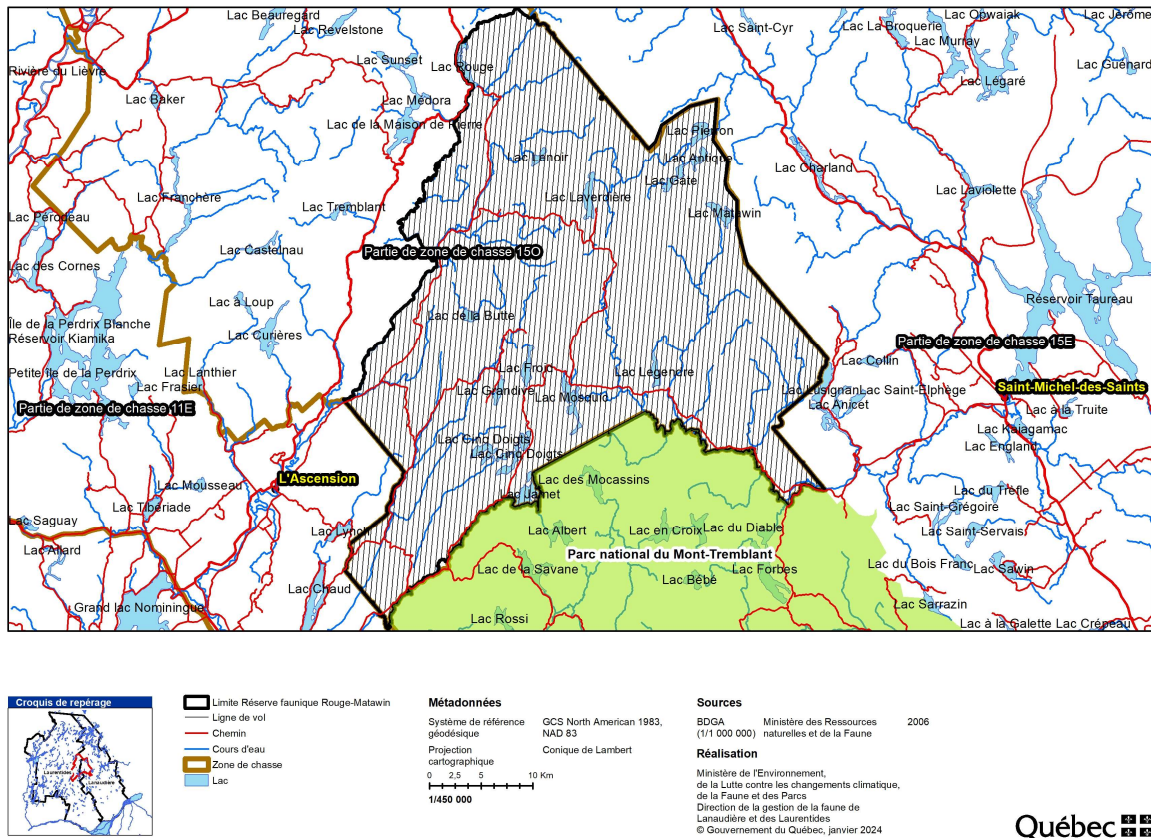 Lac Beauregard
Lac Revelstone
Lac Saint-Cyr
Lac La Broquerie
Lac Opwaiak
Lac Jérôme
Lac Murray
Lac Sunset
Lac Rouge
Rivière du Lièvre
Lac Guénard
Lac Légaré
Lac Baker
Lac Médora
Lac de la Maison de Pierre
Lac Pierron
Lac Lenoir
Lac Antique
Lac Charland
Lac Gate
Lac Franchère
Lac Laverdière
Lac Laviolette
Lac Tremblant
Lac Matawin
Lac Pérodeau
Lac Castelnau
Partie de zone de chasse 15O
Lac des Cornes
Lac à Loup
Réservoir Taureau
Île de la Perdrix Blanche
Lac de la Butte
Réservoir Kiamika
Lac Curières
Partie de zone de chasse 15E
Lac Collin
Petite île de la Perdrix
Lac Lanthier
Lac Froid
Lac Légendre
Lac Frasier
Lac Grandive
Lac Lusignan
Lac Saint-Elphège
Saint-Michel-des-Saints
Lac Anicet
Partie de zone de chasse 11E
Lac à la Truite
Lac Kaiagamac
Lac Cinq Doigts
Lac England
Lac Cinq Doigts
L'Ascension
Lac des Mocassins
Lac Mousseau
Lac du Trèfle
Lac Jamet
Lac Tibériade
Lac Saint-Grégoire
Lac Saguay
Lac Lynch
Lac Albert
Lac en Croix
Lac du Diable
Lac Saint-Servais
Lac Allard
Parc national du Mont-Tremblant
Lac du Bois Franc
Lac Sawin
Lac de la Savane
Lac Forbes
Lac Bébé
Lac Chaud
Lac Sarrazin
Grand lac Nominingue
Lac Rossi
Lac à la Galette
Lac Crépeau
Croquis de repérage
Laurentides
Lanaudière
Limite Réserve faunique Rouge-Matawin
Ligne de vol
Chemin
Cours d'eau
Zone de chasse
Lac
Métadonnées
Système de référence géodésique
GCS North American 1983, NAD 83
Projection cartographique
Conique de Lambert
0 2,5 5 10 Km
1/450 000
Sources
BDGA (1/1 000 000)
Ministère des Ressources naturelles et de la Faune
2006
Réalisation
Ministère de l'Environnement,
de la Lutte contre les changements climatique,
de la Faune et des Parcs
Direction de la gestion de la faune de
Lanaudière et des Laurentides
© Gouvernement du Québec, janvier 2024
Québec